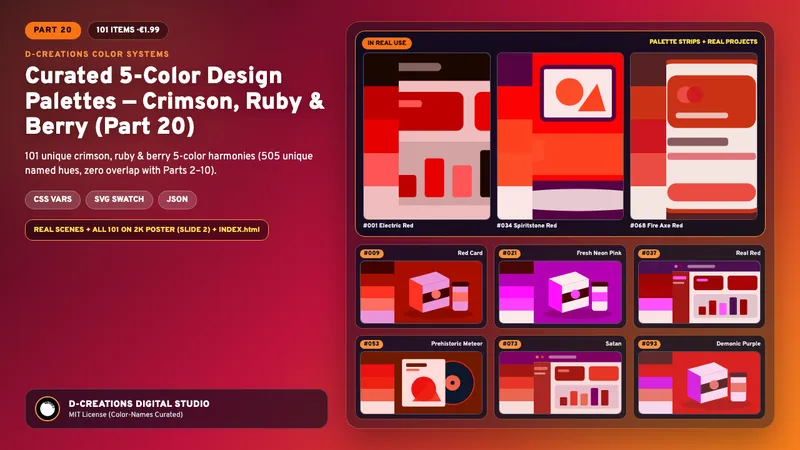 PART 20
101 ITEMS · €1.99
D-CREATIONS COLOR SYSTEMS
Curated 5-Color Design
Palettes — Crimson, Ruby &
Berry (Part 20)
101 unique crimson, ruby & berry 5-color harmonies (505 unique
named hues, zero overlap with Parts 2–10).
CSS VARS
SVG SWATCH
JSON
REAL SCENES + ALL 101 ON 2K POSTER (SLIDE 2) + INDEX.html
D-CREATIONS DIGITAL STUDIO
MIT License (Color-Names Curated)
IN REAL USE
PALETTE STRIPS + REAL PROJECTS
#001 Electric Red
#034 Spiritstone Red
#068 Fire Axe Red
#009
Red Card
#021
Fresh Neon Pink
#037
Real Red
#053
Prehistoric Meteor
#073
Satan
#093
Demonic Purple